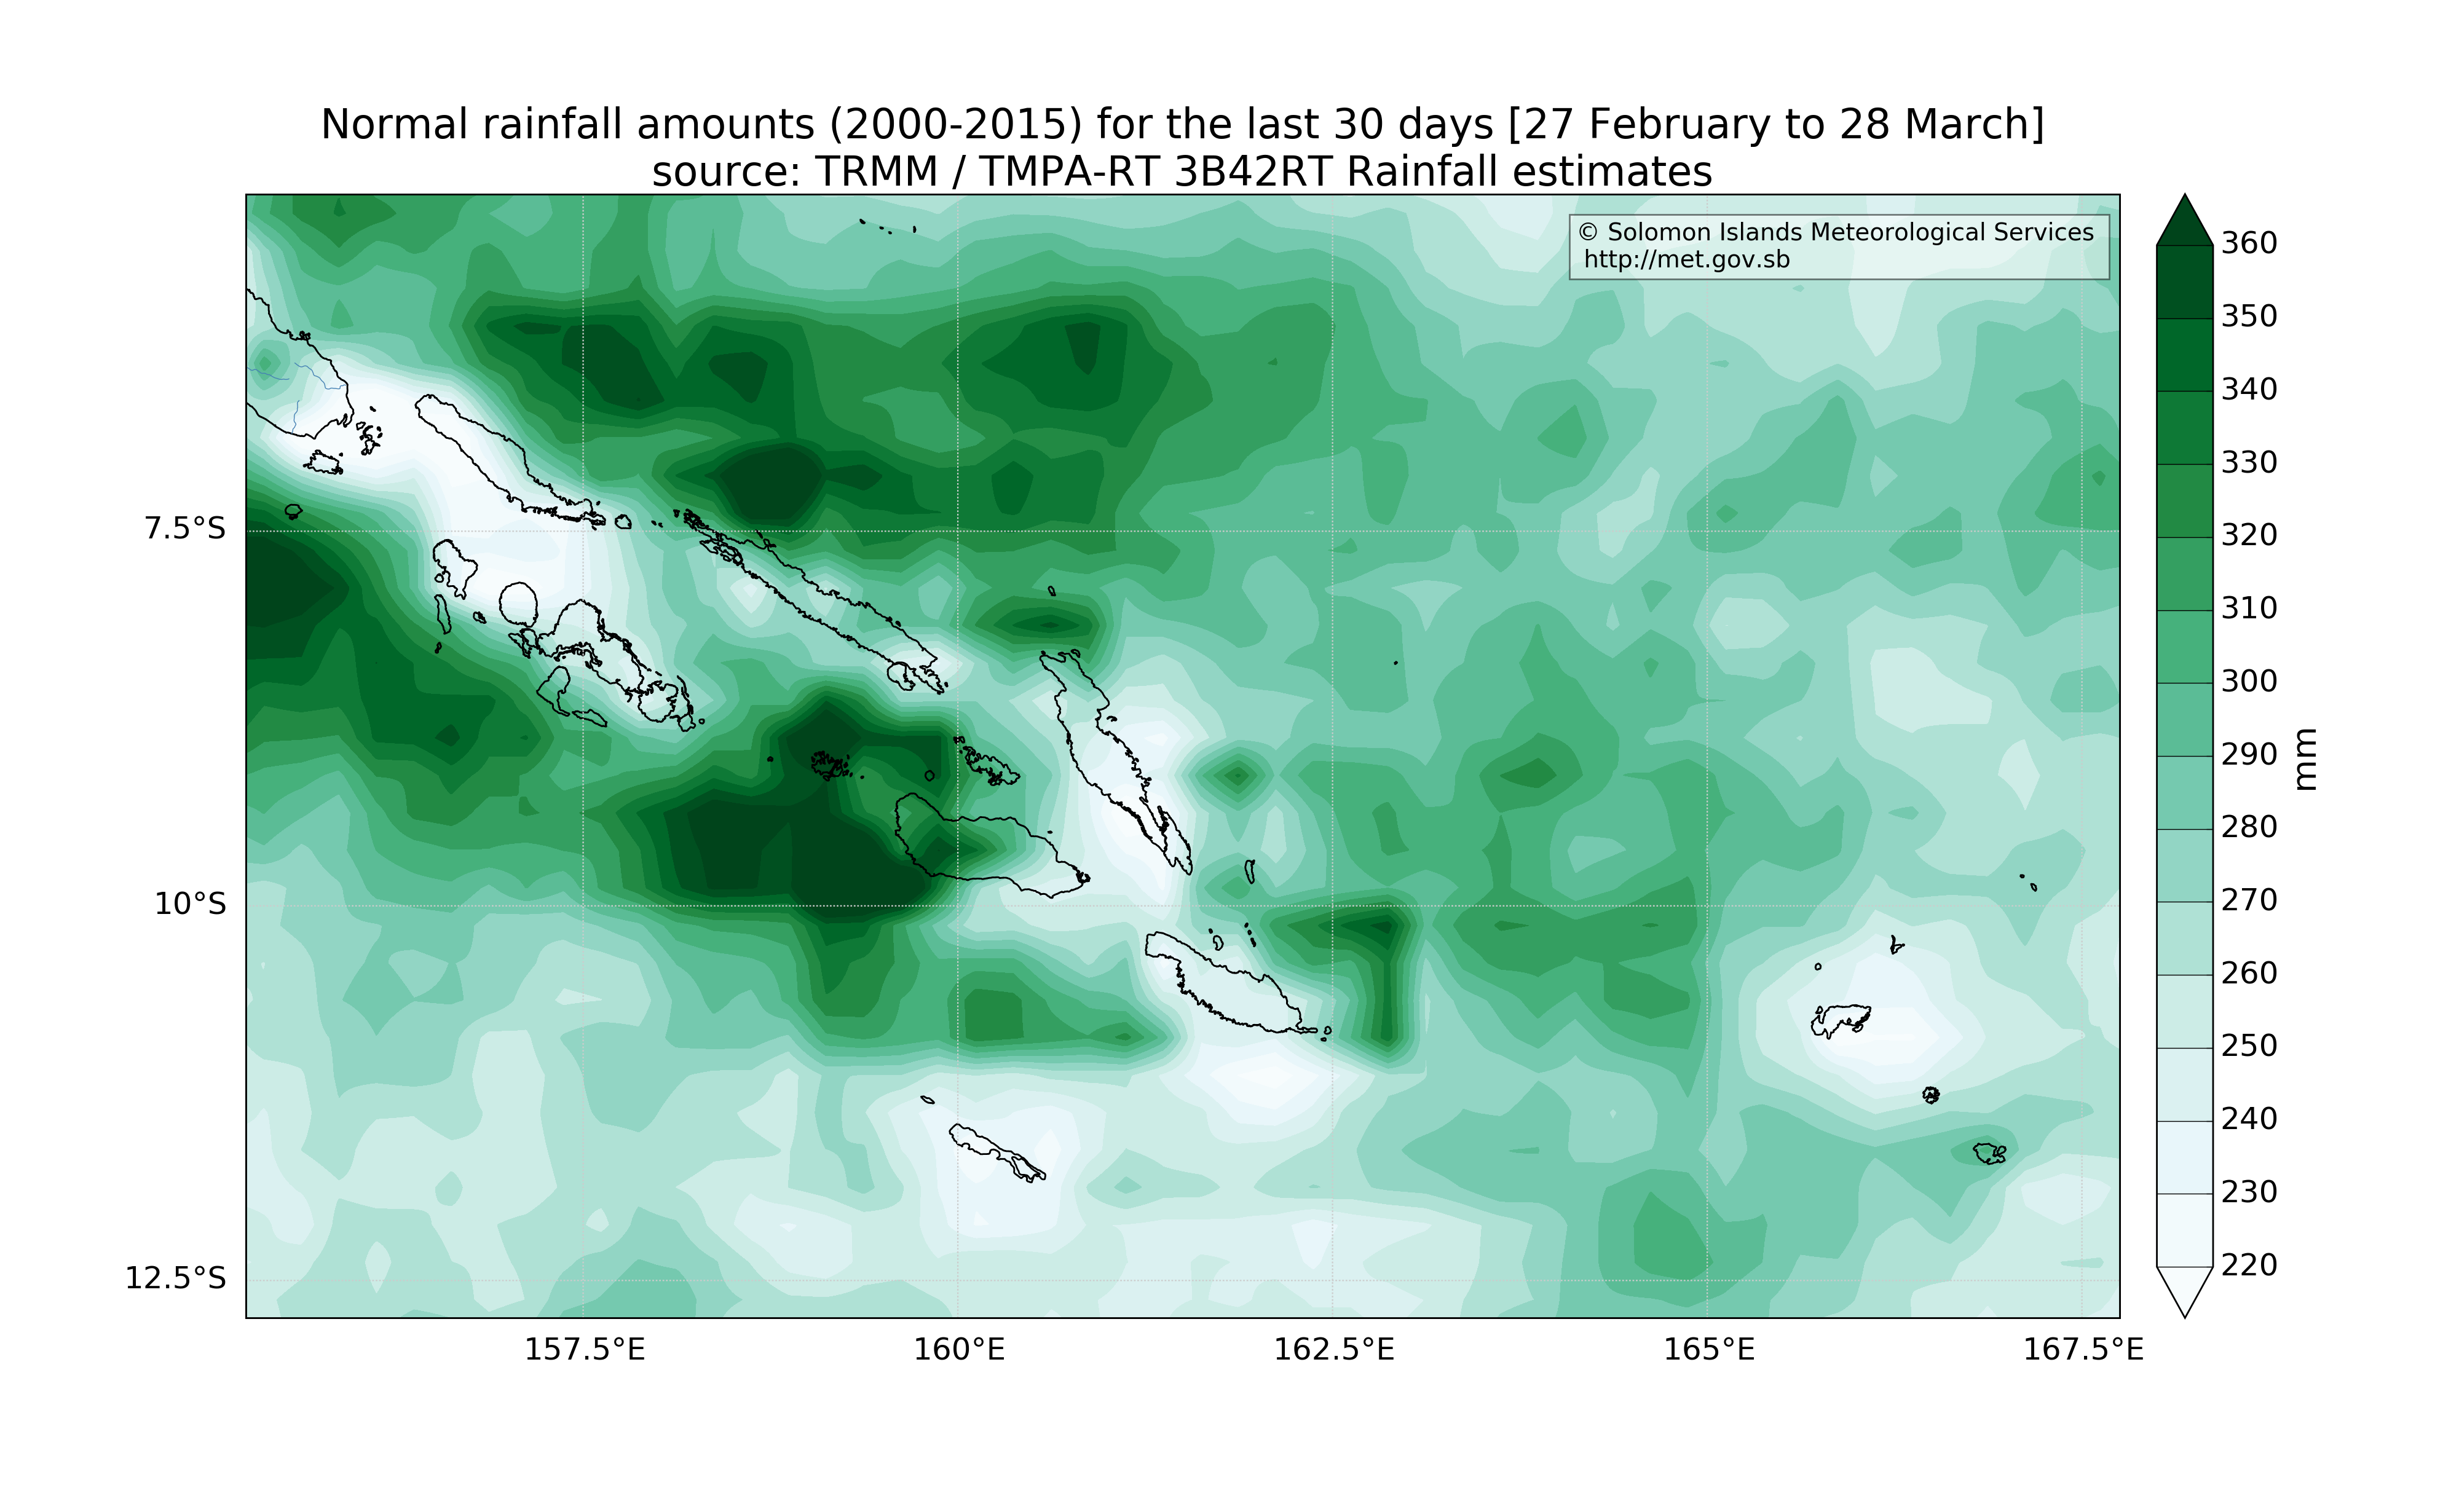 Normal rainfall amounts (2000-2015) for the last 30 days [27 February to 28 March]
source: TRMM / TMPA-RT 3B42RT Rainfall estimates
© Solomon Islands Meteorological Services
http://met.gov.sb
7.5°S
10°S
12.5°S
157.5°E
160°E
162.5°E
165°E
167.5°E
360
350
340
330
320
310
300
290
280
270
260
250
240
230
220
mm